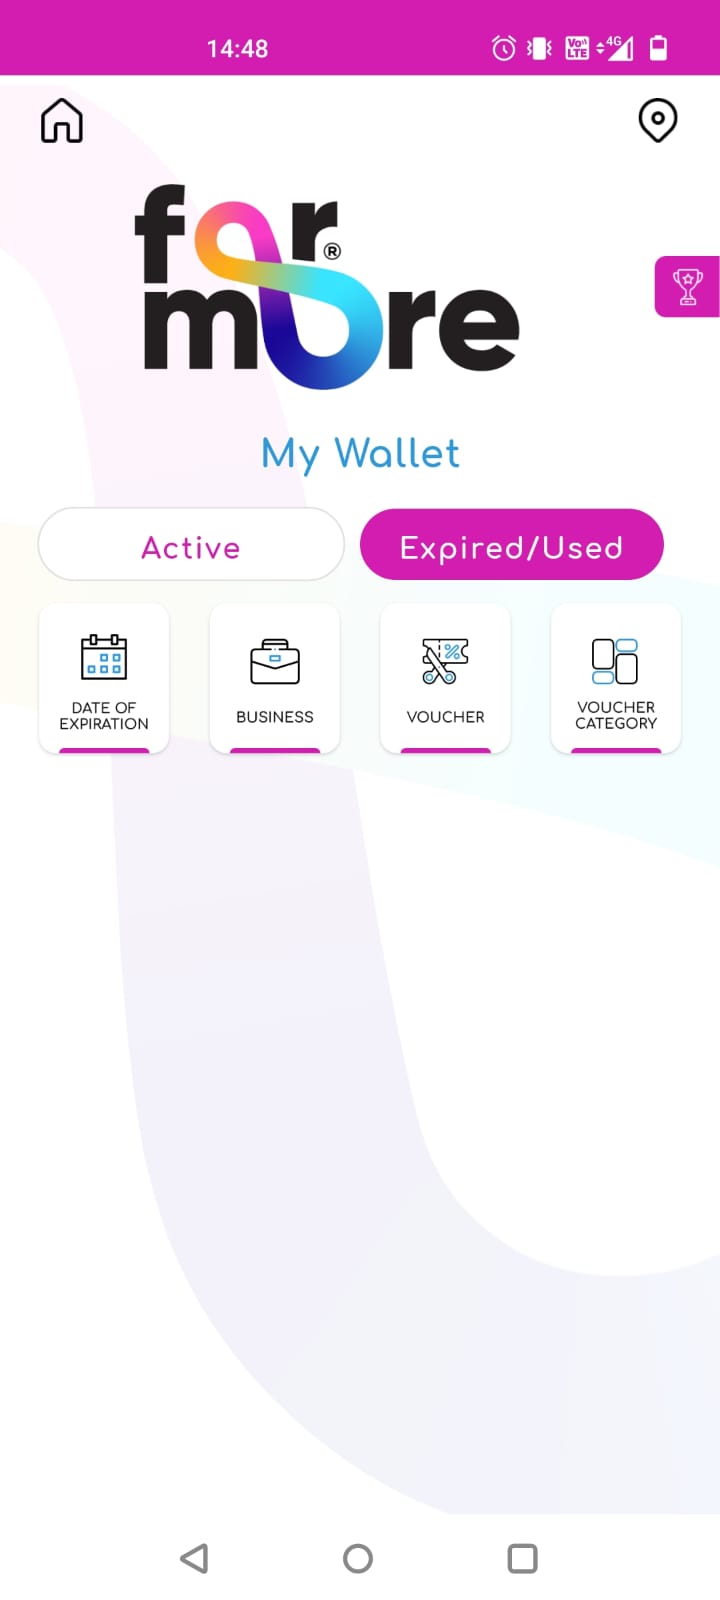 14:48
Vo))
LTE
4G
for®
more
My Wallet
Active
Expired/Used
DATE OF
EXPIRATION
BUSINESS
VOUCHER
VOUCHER
CATEGORY